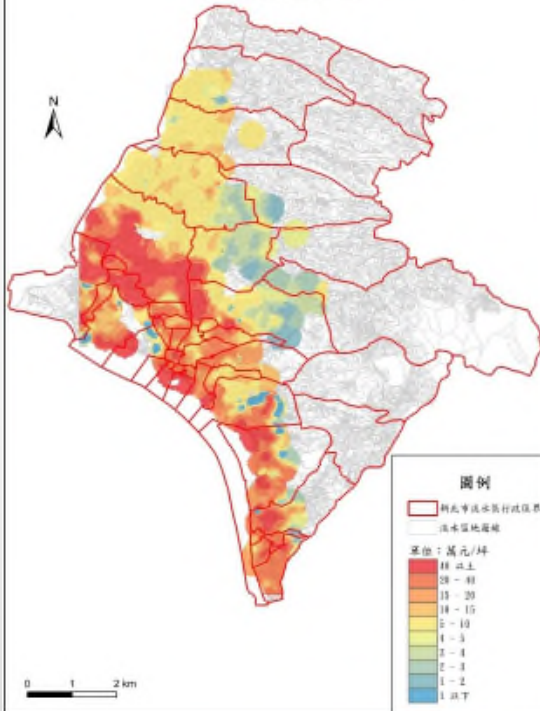 N
圖例
新北市淡水區行政區界
淡水區地籍線
單位：萬元/坪
40 以上
20 - 40
15 - 20
10 - 15
5 - 10
4 - 5
3 - 4
2 - 3
1 - 2
1 以下
0 1 2 km